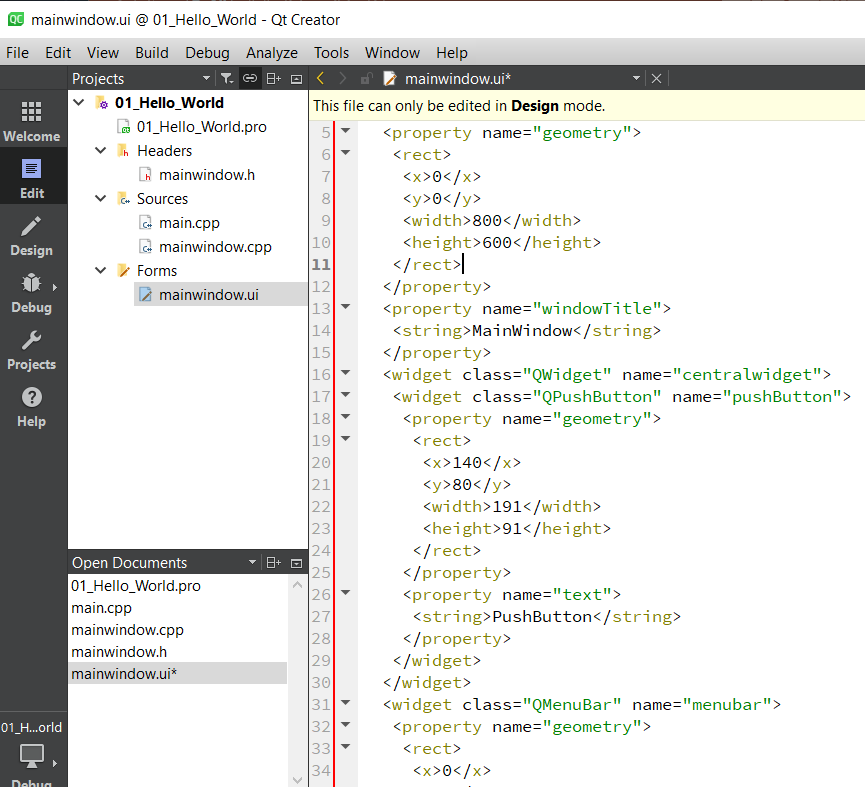 QC mainwindow.ui @ 01_Hello_World - Qt Creator
File Edit View Build Debug Analyze Tools Window Help
Projects
mainwindow.ui*
This file can only be edited in Design mode.
Welcome
Edit
Design
Debug
Projects
Help
01_Hello_World
01_Hello_World.pro
Headers
mainwindow.h
Sources
main.cpp
mainwindow.cpp
Forms
mainwindow.ui
Open Documents
01_Hello_World.pro
main.cpp
mainwindow.cpp
mainwindow.h
mainwindow.ui*
01_H...orld
Debug
5 <property name="geometry">
6 <rect>
7 <x>0</x>
8 <y>0</y>
9 <width>800</width>
10 <height>600</height>
11 </rect>
12 </property>
13 <property name="windowTitle">
14 <string>MainWindow</string>
15 </property>
16 <widget class="QWidget" name="centralwidget">
17 <widget class="QPushButton" name="pushButton">
18 <property name="geometry">
19 <rect>
20 <x>140</x>
21 <y>80</y>
22 <width>191</width>
23 <height>91</height>
24 </rect>
25 </property>
26 <property name="text">
27 <string>PushButton</string>
28 </property>
29 </widget>
30 </widget>
31 <widget class="QMenuBar" name="menubar">
32 <property name="geometry">
33 <rect>
34 <x>0</x>